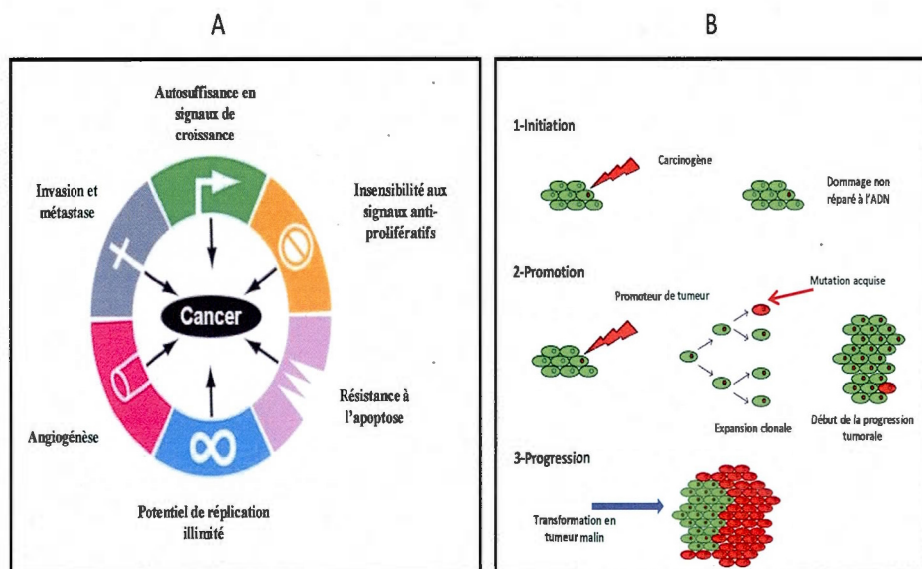 A
B
Autosuffisance en
signaux de
croissance
Invasion et
métastase
Insensibilité aux
signaux anti-
prolifératifs
Cancer
Angiogénèse
Résistance à
l'apoptose
Potentiel de réplication
illimité
1-Initiation
Carcinogène
Dommage non
réparé à l'ADN
2-Promotion
Promoteur de tumeur
Mutation acquise
Expansion clonale
Début de la progression
tumorale
3-Progression
Transformation en
tumeur malin